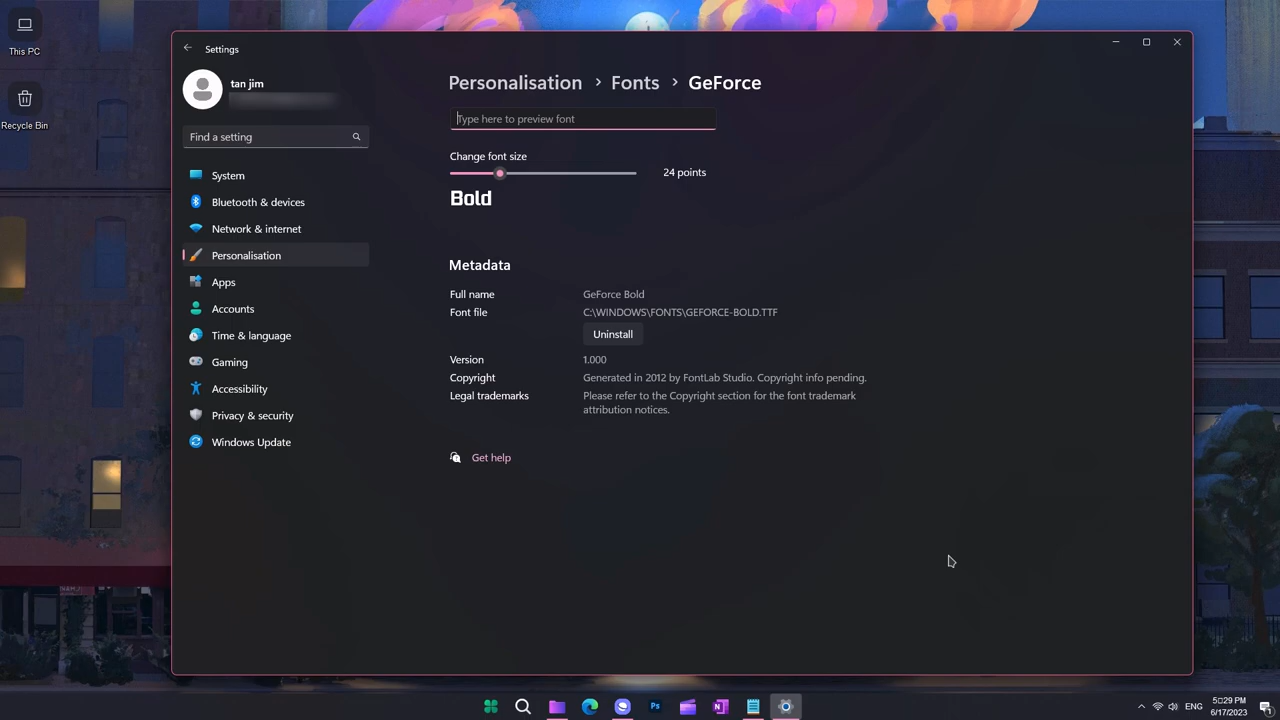 This PC
Recycle Bin
Settings
tan jim
Find a setting
System
Bluetooth & devices
Network & internet
Personalisation
Apps
Accounts
Time & language
Gaming
Accessibility
Privacy & security
Windows Update
Personalisation > Fonts > GeForce
Type here to preview font
Change font size
24 points
Bold
Metadata
Full name GeForce Bold
Font file C:\WINDOWS\FONTS\GEFORCE-BOLD.TTF
Uninstall
Version 1.000
Copyright Generated in 2012 by FontLab Studio. Copyright info pending.
Legal trademarks Please refer to the Copyright section for the font trademark
attribution notices.
Get help
Ps
N
ENG
5□29 PM
6/17/2023
1